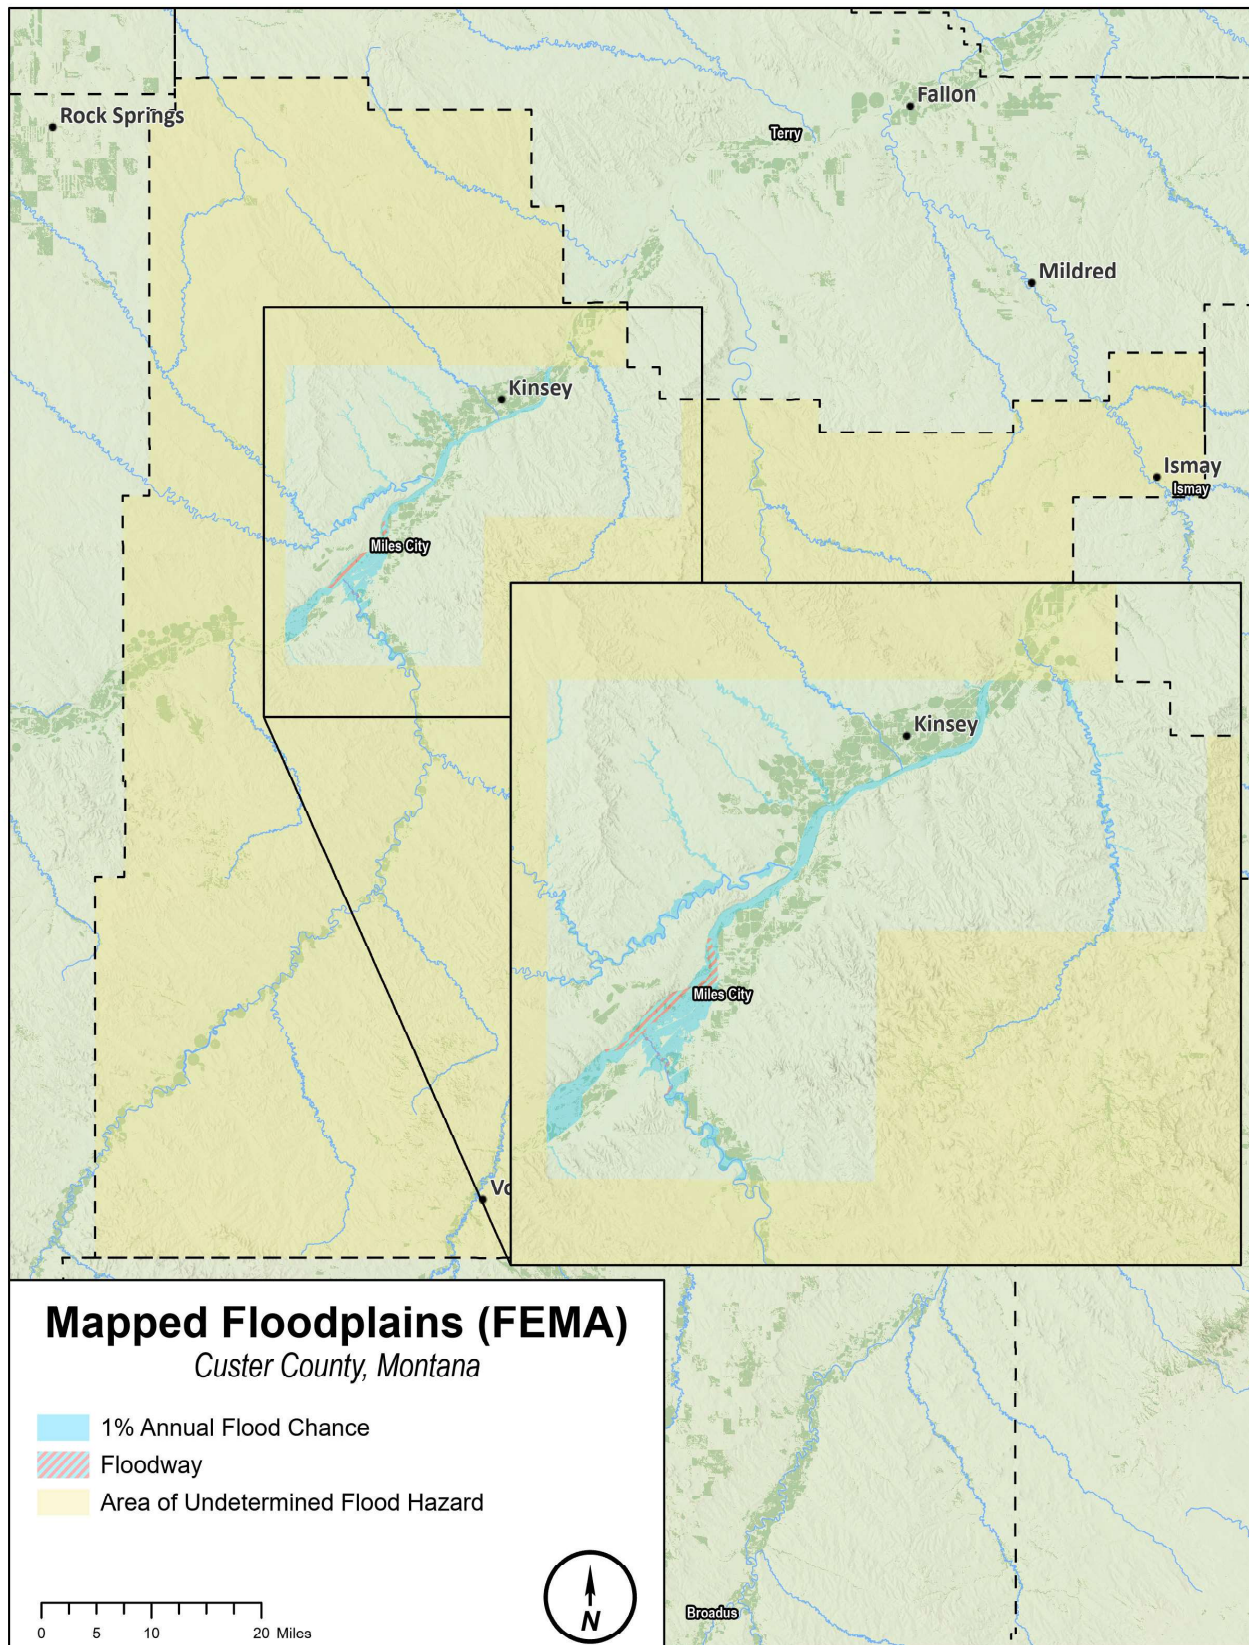 Rock Springs
Fallon
Terry
Mildred
Kinsey
Ismay
Ismay
Miles City
Kinsey
Miles City
Vo
Mapped Floodplains (FEMA)
Custer County, Montana
1% Annual Flood Chance
Floodway
Area of Undetermined Flood Hazard
0 5 10 20 Miles
N
Broadus